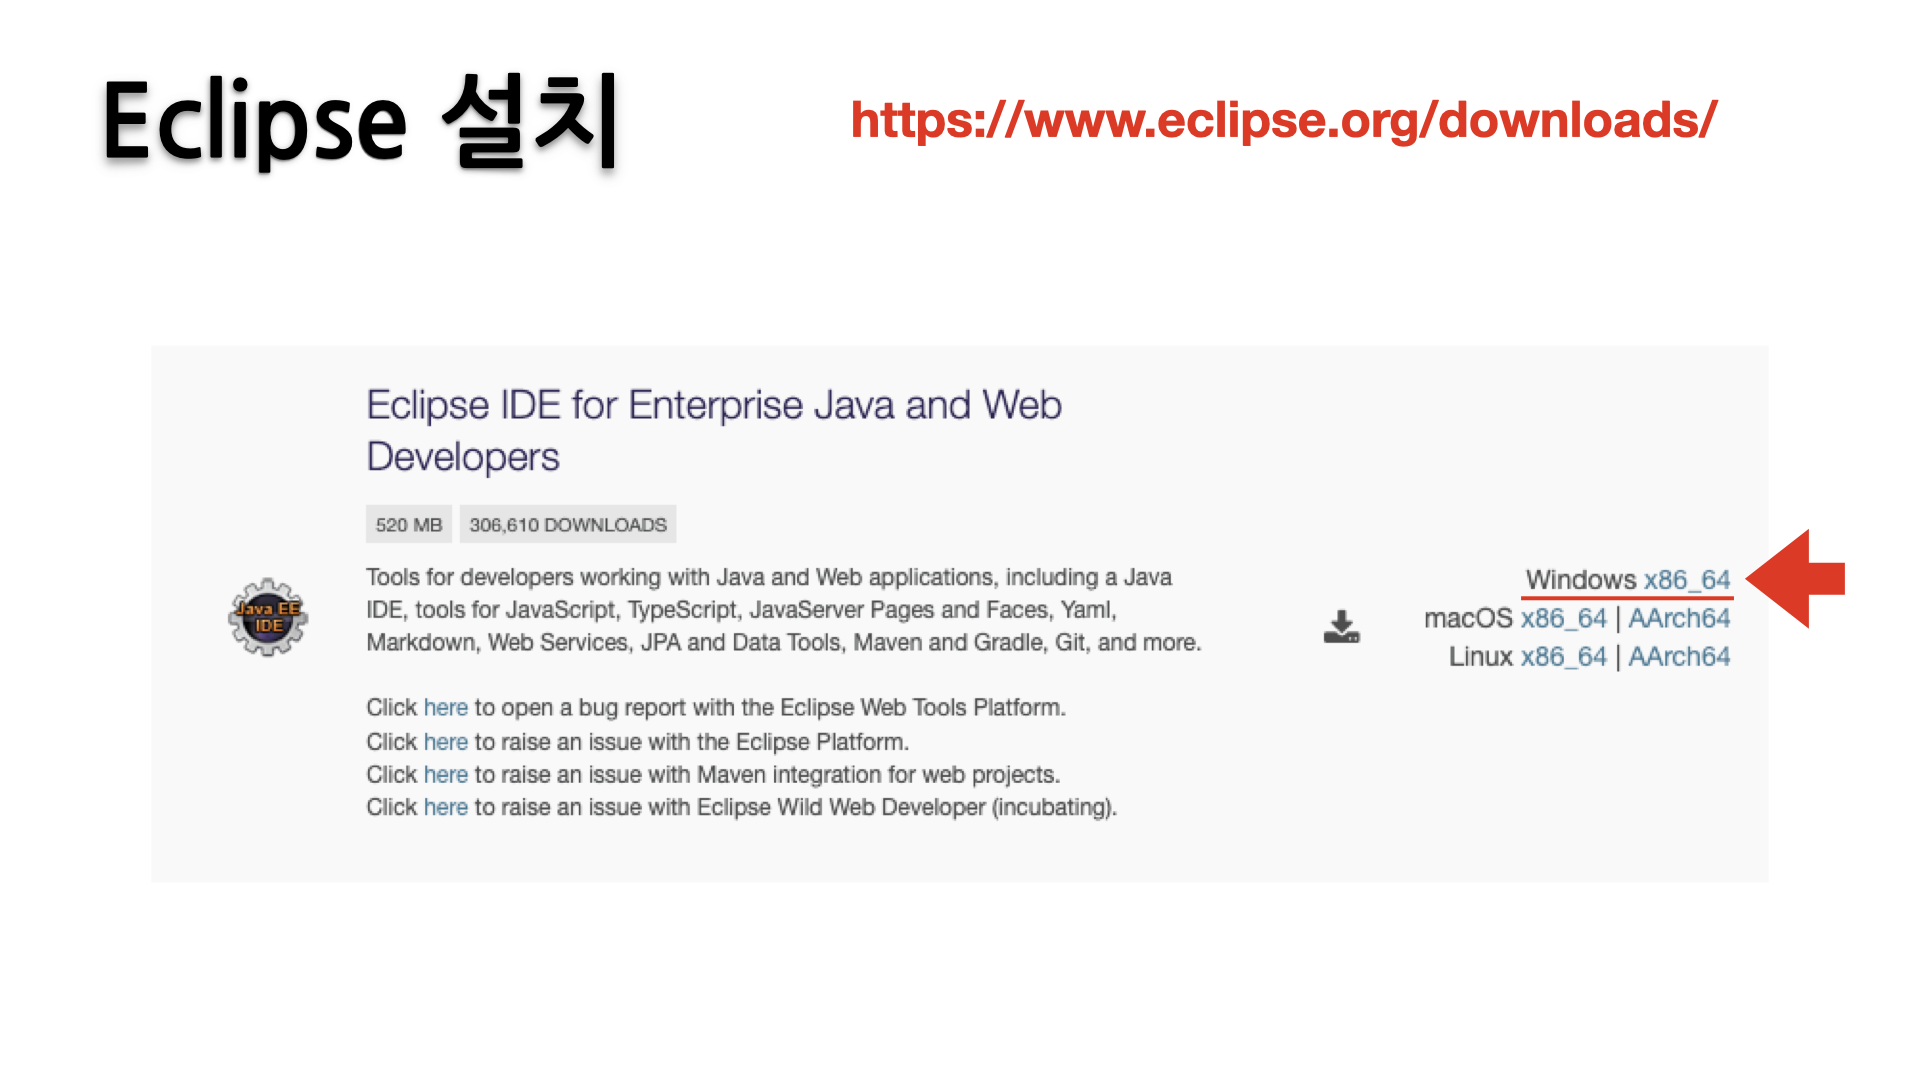 Eclipse 설치
https://www.eclipse.org/downloads/
Eclipse IDE for Enterprise Java and Web
Developers
520 MB
306,610 DOWNLOADS
Java EE
IDE
Tools for developers working with Java and Web applications, including a Java
IDE, tools for JavaScript, TypeScript, JavaServer Pages and Faces, Yaml,
Markdown, Web Services, JPA and Data Tools, Maven and Gradle, Git, and more.
Click here to open a bug report with the Eclipse Web Tools Platform.
Click here to raise an issue with the Eclipse Platform.
Click here to raise an issue with Maven integration for web projects.
Click here to raise an issue with Eclipse Wild Web Developer (incubating).
Windows x86_64
macOS x86_64 | AArch64
Linux x86_64 | AArch64